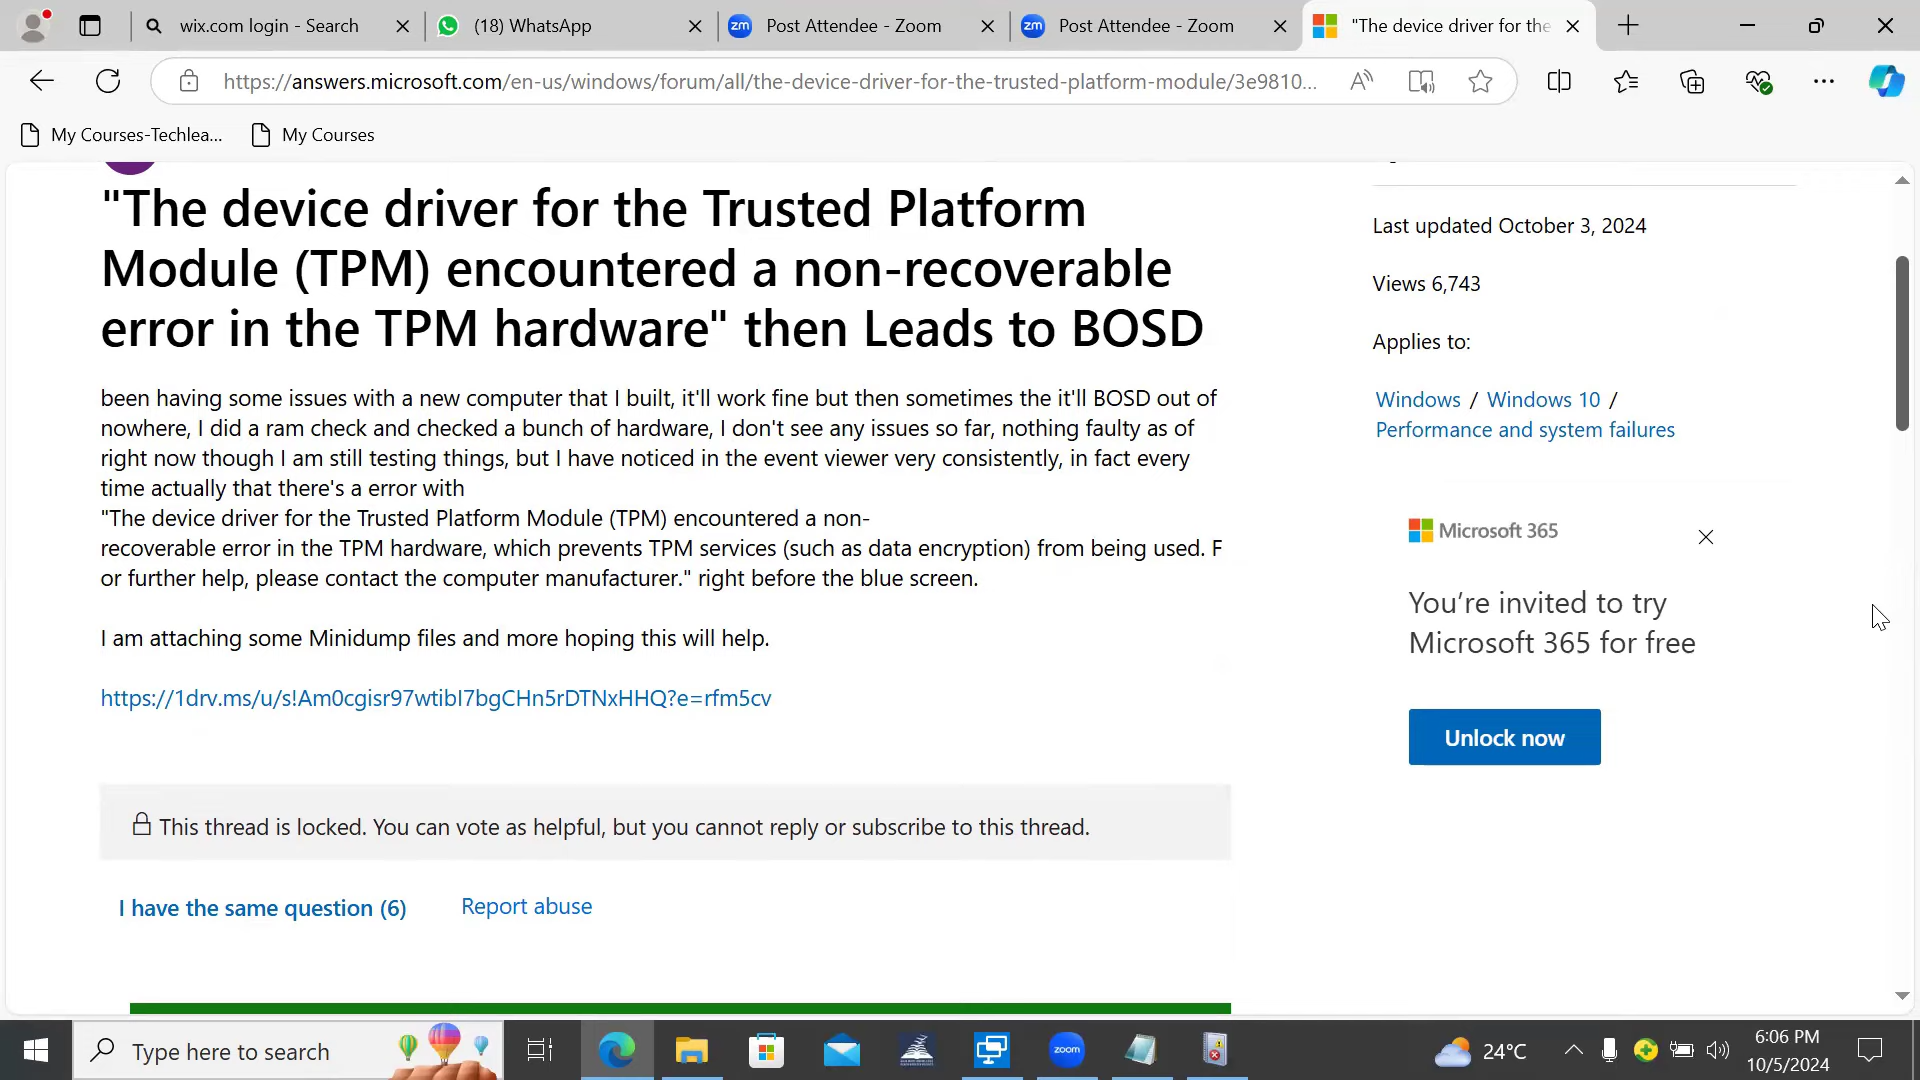 wix.com login - Search
(18) WhatsApp
zm Post Attendee - Zoom
zm Post Attendee - Zoom
"The device driver for the
https://answers.microsoft.com/en-us/windows/forum/all/the-device-driver-for-the-trusted-platform-module/3e9810...
My Courses-Techlea...
My Courses
"The device driver for the Trusted Platform
Module (TPM) encountered a non-recoverable
error in the TPM hardware" then Leads to BOSD
been having some issues with a new computer that I built, it'll work fine but then sometimes the it'll BOSD out of
nowhere, I did a ram check and checked a bunch of hardware, I don't see any issues so far, nothing faulty as of
right now though I am still testing things, but I have noticed in the event viewer very consistently, in fact every
time actually that there's a error with
"The device driver for the Trusted Platform Module (TPM) encountered a non-
recoverable error in the TPM hardware, which prevents TPM services (such as data encryption) from being used. F
or further help, please contact the computer manufacturer." right before the blue screen.
I am attaching some Minidump files and more hoping this will help.
https://1drv.ms/u/s!Am0cgisr97wtibI7bgCHn5rDTNxHHQ?e=rfm5cv
This thread is locked. You can vote as helpful, but you cannot reply or subscribe to this thread.
I have the same question (6)
Report abuse
Last updated October 3, 2024
Views 6,743
Applies to:
Windows / Windows 10 /
Performance and system failures
Microsoft 365
You’re invited to try
Microsoft 365 for free
Unlock now
Type here to search
zoom
24°C
6:06 PM
10/5/2024